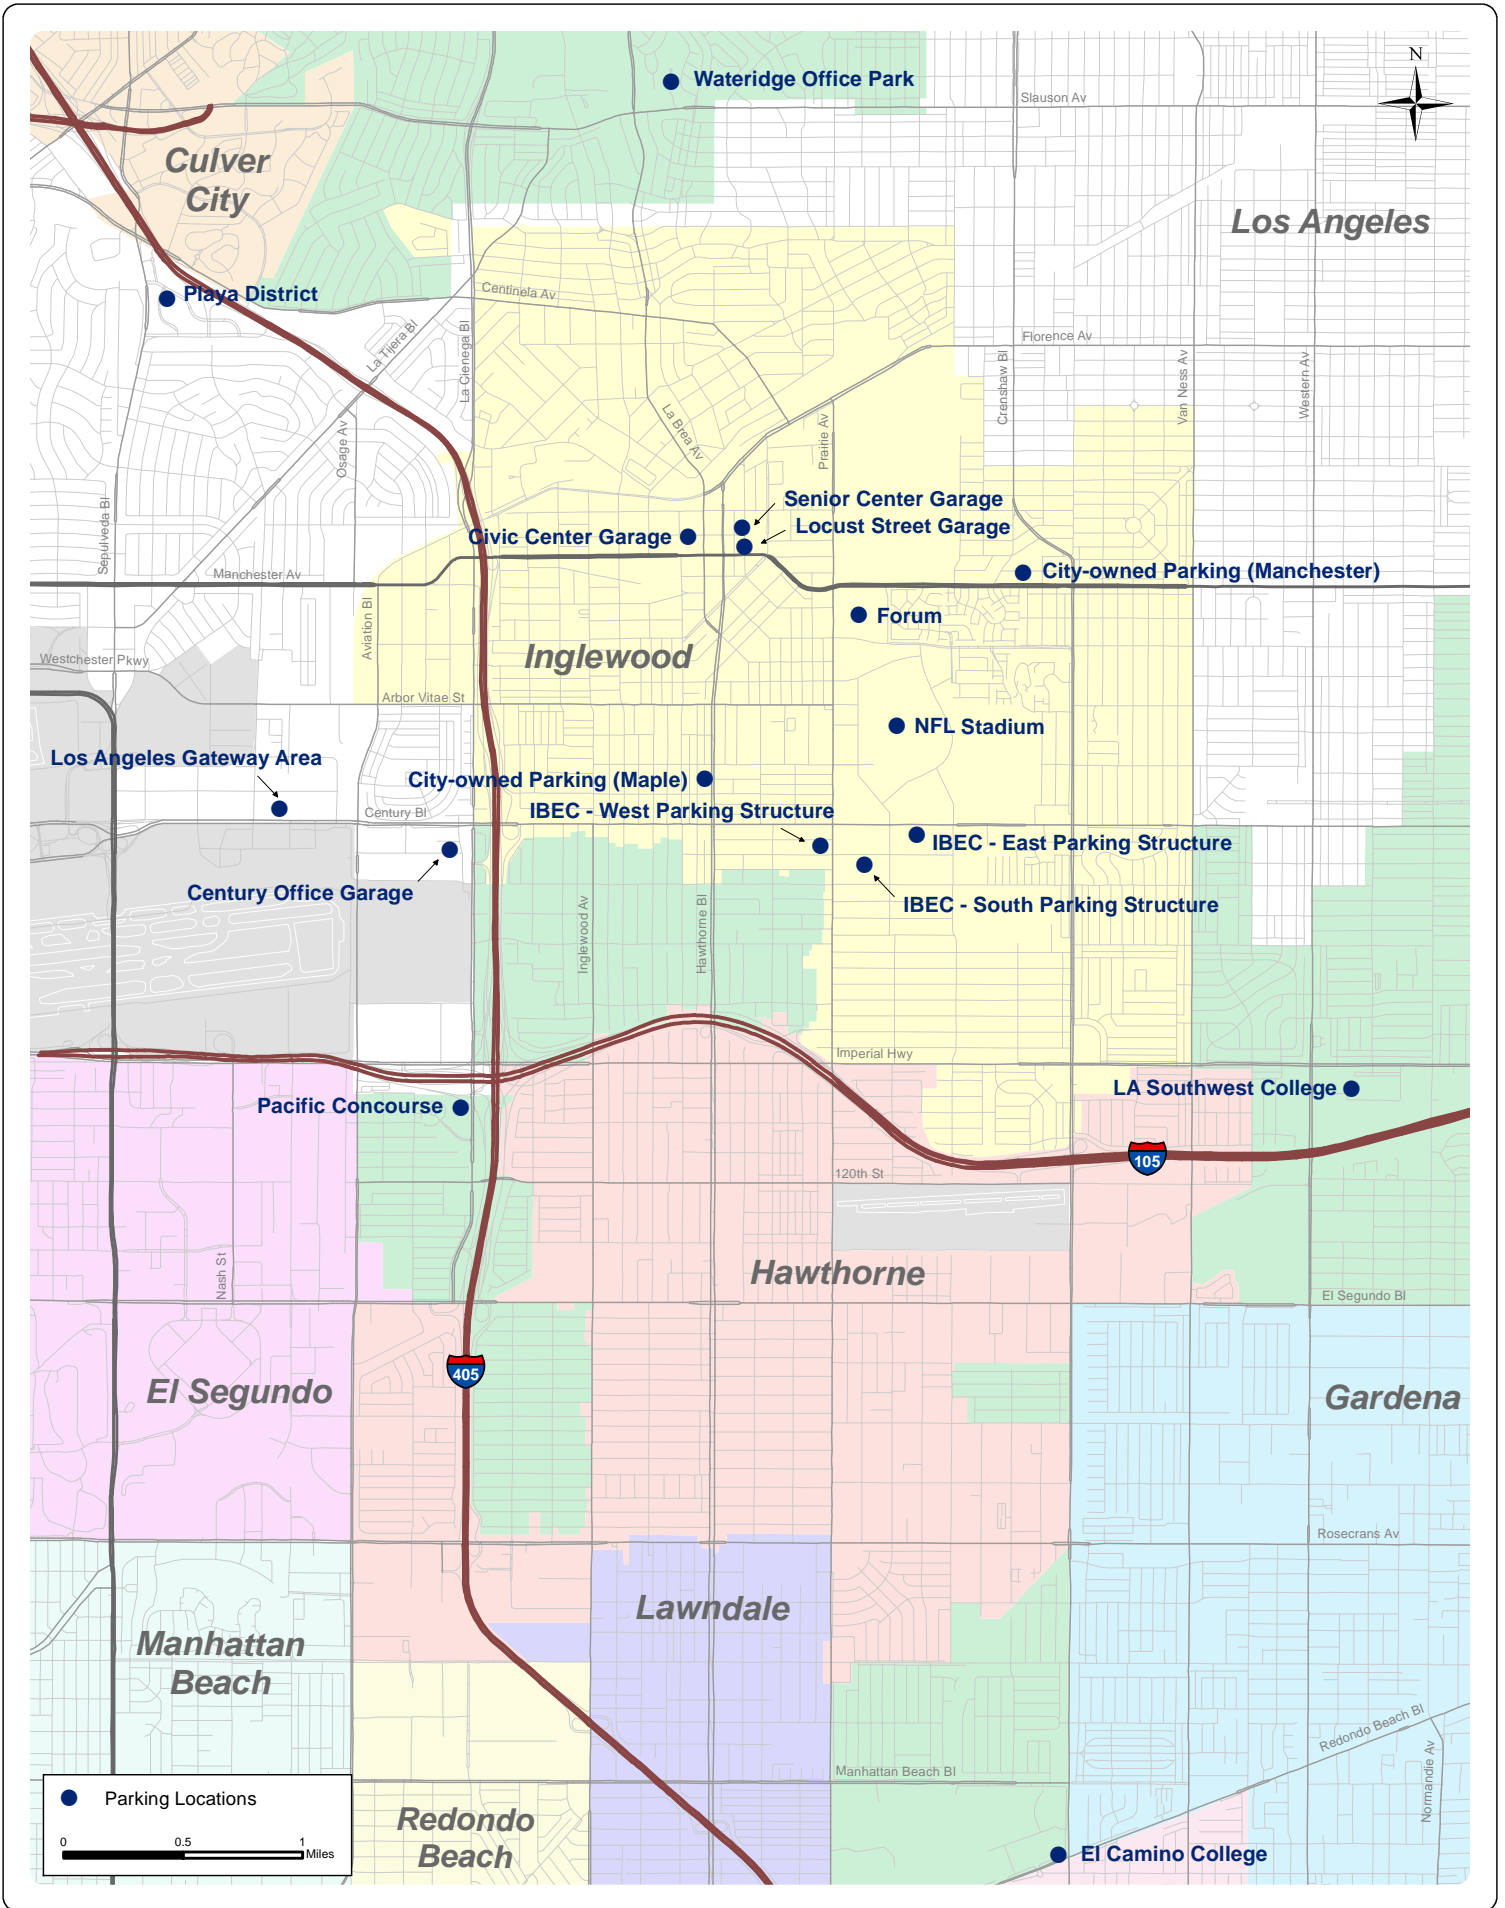 N
Wateridge Office Park
Slauson Av
Culver
City
Los Angeles
Playa District
Centinela Av
La Tijera Bl
La Cienega Bl
Florence Av
Crenshaw Bl
Van Ness Av
Western Av
La Brea Av
Prairie Av
Osage Av
Sepulveda Bl
Senior Center Garage
Locust Street Garage
Civic Center Garage
Manchester Av
City-owned Parking (Manchester)
Aviation Bl
Forum
Inglewood
Westchester Pkwy
Arbor Vitae St
NFL Stadium
Los Angeles Gateway Area
City-owned Parking (Maple)
Century Bl
IBEC - West Parking Structure
IBEC - East Parking Structure
Century Office Garage
IBEC - South Parking Structure
Inglewood Av
Hawthorne Bl
Imperial Hwy
LA Southwest College
Pacific Concourse
105
120th St
Nash St
Hawthorne
El Segundo Bl
405
El Segundo
Gardena
Rosecrans Av
Lawndale
Manhattan
Beach
Redondo Beach Bl
Normandie Av
Manhattan Beach Bl
Parking Locations
0 0.5 1
Miles
Redondo
Beach
El Camino College